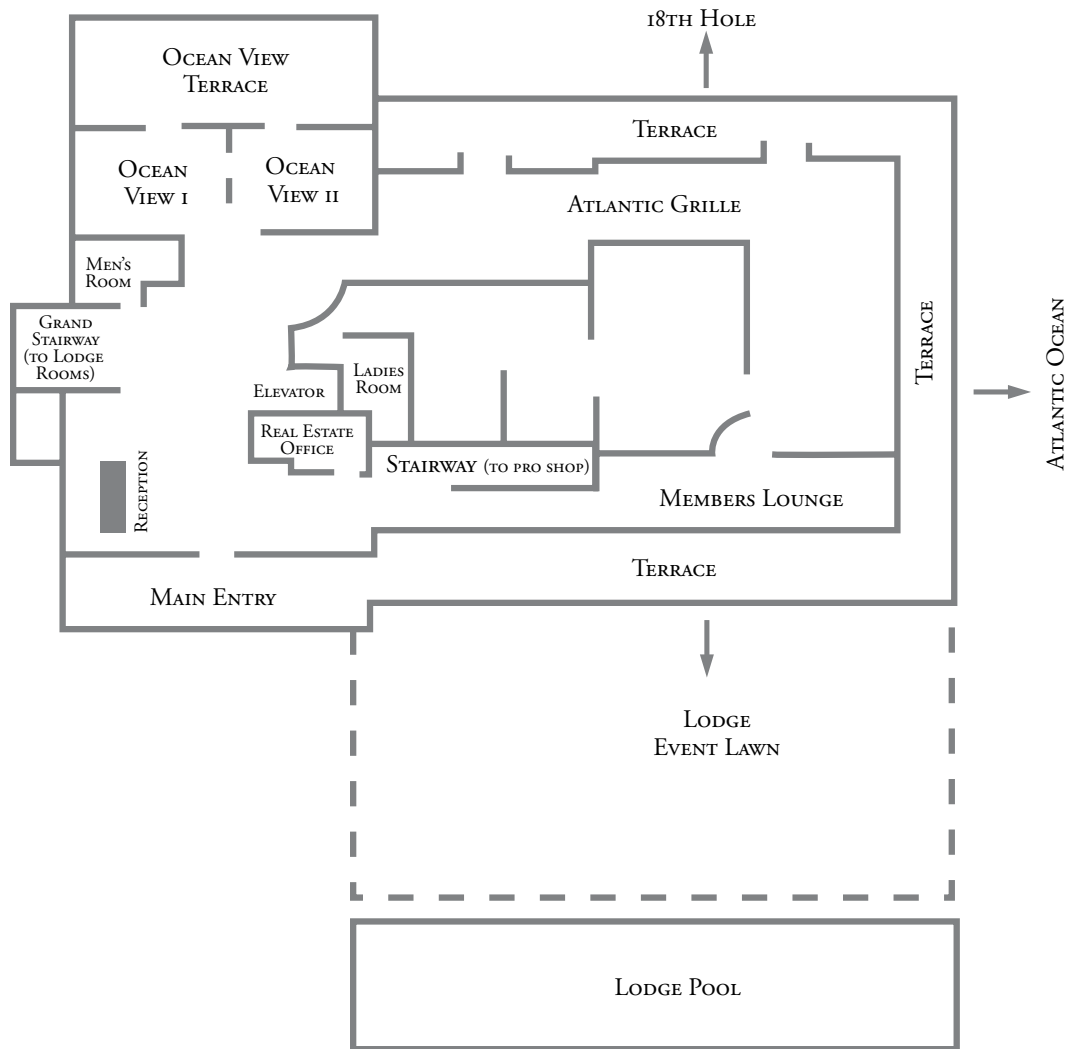 18th Hole
Ocean View
Terrace
Terrace
Ocean
View I
Ocean
View II
Atlantic Grille
Men's
Room
Grand
Stairway
(to Lodge
Rooms)
Terrace
Atlantic Ocean
Elevator
Ladies
Room
Real Estate
Office
Stairway (to pro shop)
Reception
Members Lounge
Terrace
Main Entry
Lodge
Event Lawn
Lodge Pool